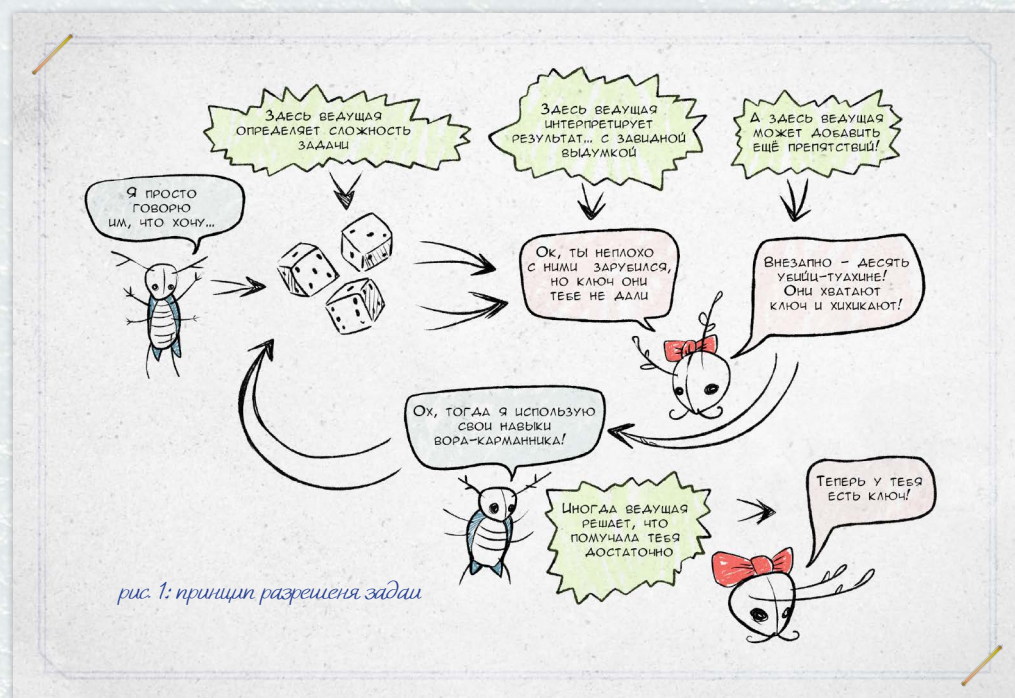 Здесь ведущая
определяет сложность
задачи
Здесь ведущая
интерпретирует
результат... с завидной
выдумкой
А здесь ведущая
может добавить
ещё препятствий!
Я просто
говорю
им, что хочу...
Ок, ты неплохо
с ними зарубился,
но ключ они
тебе не дали
Внезапно - десять
убийи-туахине!
Они хватают
ключ и хихикают!
Ох, тогда я использую
свои навыки
вора-карманника!
Иногда ведущая
решает, что
помучала тебя
достаточно
Теперь у тебя
есть ключ!
рис. 1: принцип разрешеня задаи